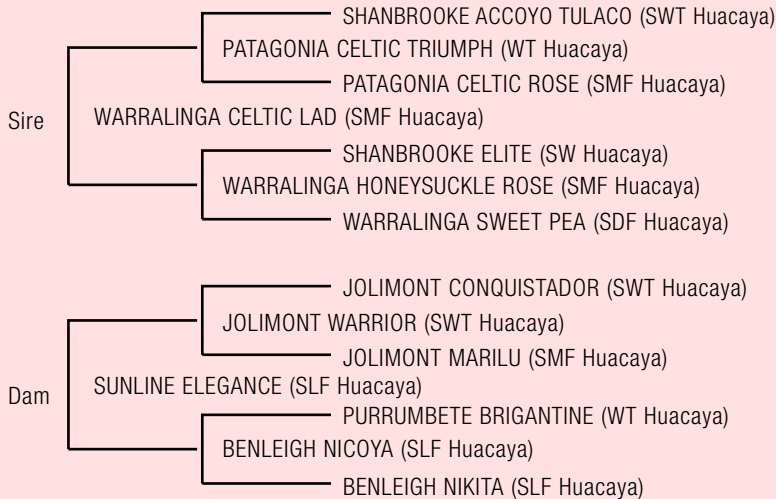 SHANBROOKE ACCOYO TULACO (SWT Huacaya)
PATAGONIA CELTIC TRIUMPH (WT Huacaya)
PATAGONIA CELTIC ROSE (SMF Huacaya)
Sire
WARRALINGA CELTIC LAD (SMF Huacaya)
SHANBROOKE ELITE (SW Huacaya)
WARRALINGA HONEYSUCKLE ROSE (SMF Huacaya)
WARRALINGA SWEET PEA (SDF Huacaya)
JOLIMONT CONQUISTADOR (SWT Huacaya)
JOLIMONT WARRIOR (SWT Huacaya)
JOLIMONT MARILU (SMF Huacaya)
Dam
SUNLINE ELEGANCE (SLF Huacaya)
PURRUMBETE BRIGANTINE (WT Huacaya)
BENLEIGH NICOYA (SLF Huacaya)
BENLEIGH NIKITA (SLF Huacaya)